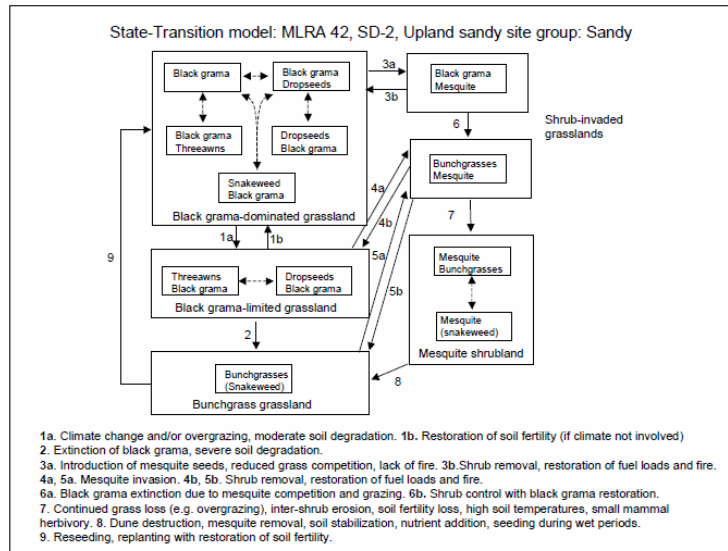 State-Transition model: MLRA 42, SD-2, Upland sandy site group: Sandy
Black grama
Black grama
Dropseeds
Black grama
Threeawns
Dropseeds
Black grama
Snakeweed
Black grama
Black grama-dominated grassland
3a
3b
Black grama
Mesquite
6
Shrub-invaded
grasslands
Bunchgrasses
Mesquite
4a
4b
7
1a
1b
9
5a
5b
Threeawns
Black grama
Dropseeds
Black grama
Black grama-limited grassland
Mesquite
Bunchgrasses
Mesquite
(snakeweed)
Mesquite shrubland
2
8
Bunchgrasses
(Snakeweed)
Bunchgrass grassland
1a. Climate change and/or overgrazing, moderate soil degradation. 1b. Restoration of soil fertility (if climate not involved)
2. Extinction of black grama, severe soil degradation.
3a. Introduction of mesquite seeds, reduced grass competition, lack of fire. 3b.Shrub removal, restoration of fuel loads and fire.
4a, 5a. Mesquite invasion. 4b, 5b. Shrub removal, restoration of fuel loads and fire.
6a. Black grama extinction due to mesquite competition and grazing. 6b. Shrub control with black grama restoration.
7. Continued grass loss (e.g. overgrazing), inter-shrub erosion, soil fertility loss, high soil temperatures, small mammal
herbivory. 8. Dune destruction, mesquite removal, soil stabilization, nutrient addition, seeding during wet periods.
9. Reseeding, replanting with restoration of soil fertility.